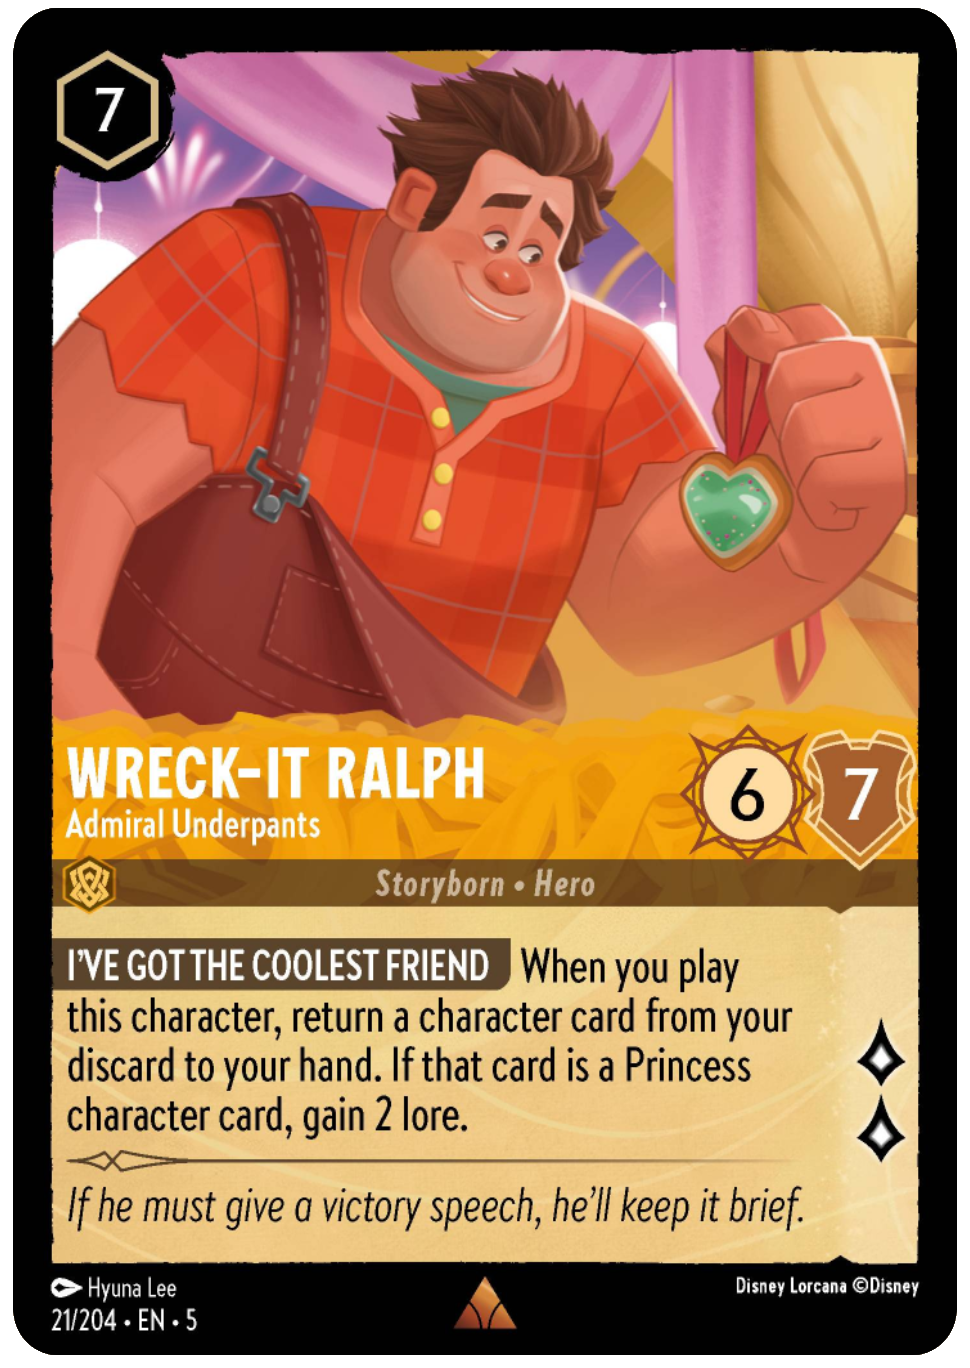 7
WRECK-IT RALPH
Admiral Underpants
6
7
Storyborn • Hero
I'VE GOT THE COOLEST FRIEND When you play
this character, return a character card from your
discard to your hand. If that card is a Princess
character card, gain 2 lore.
If he must give a victory speech, he'll keep it brief.
Hyuna Lee
21/204 • EN • 5
Disney Lorcana ©Disney